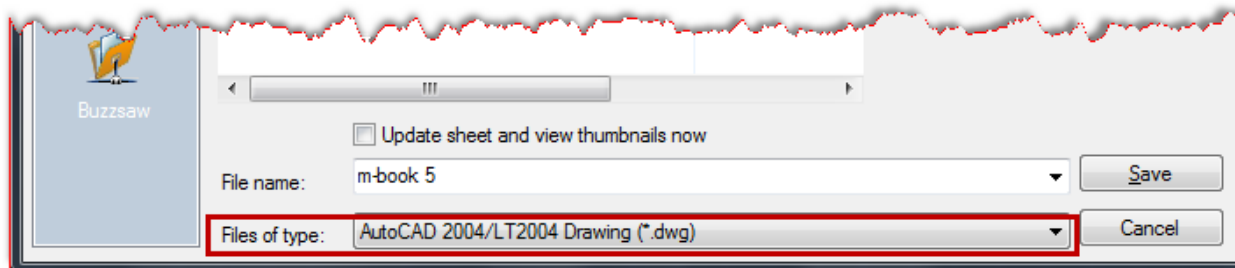 Buzzsaw
Update sheet and view thumbnails now
File name: m-book 5 Save
Files of type: AutoCAD 2004/LT2004 Drawing (*.dwg) Cancel